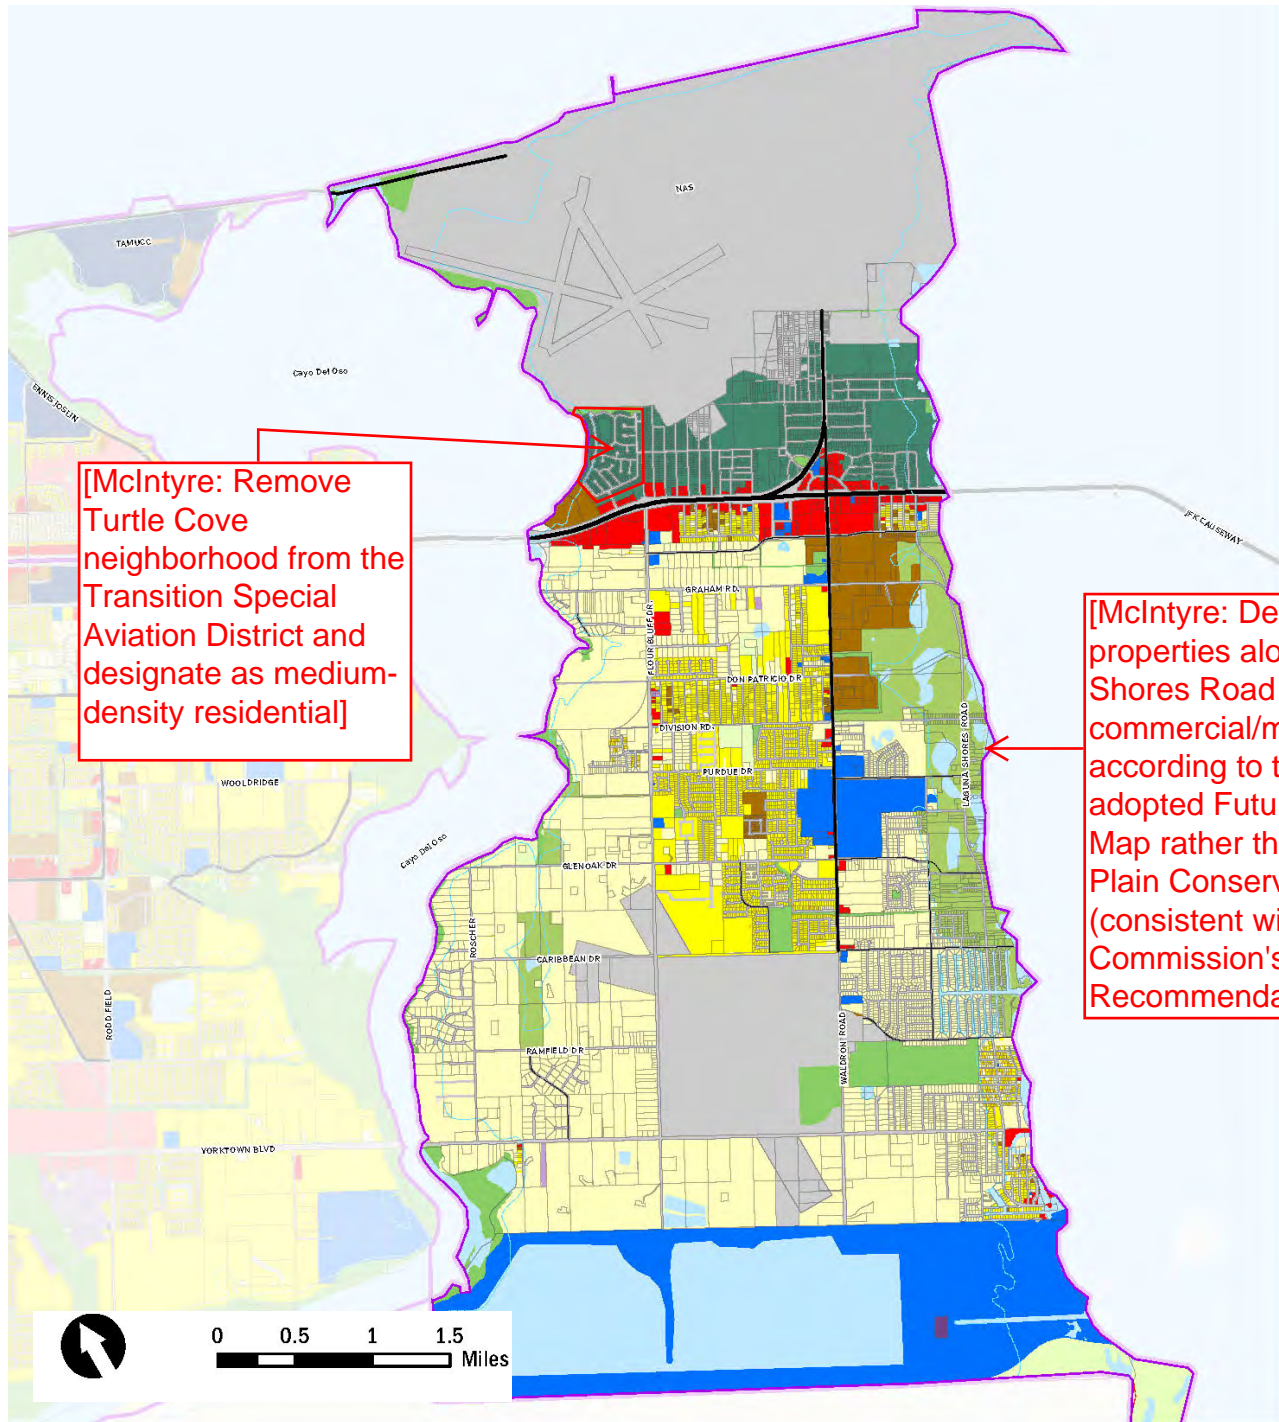 NAS
TAMUCC
Cayo Del Oso
ENNIS JOSLIN
[McIntyre: Remove
Turtle Cove
neighborhood from the
Transition Special
Aviation District and
designate as medium-
density residential]
JFK CAUSEWAY
GRAHAM RD.
FLOUR BLUFF DR.
[McIntyre: De
properties alo
Shores Road
commercial/m
according to t
adopted Futu
Map rather th
Plain Conserv
(consistent wi
Commission's
Recommenda
DON PATRICIO DR
DIVISION RD.
LAGUNA SHORES ROAD
PURDUE DR
WOOLDRIDGE
Cayo Del Oso
GLENOAK DR
ROSCHER
CARIBBEAN DR
RODD FIELD
WALDRON ROAD
RAMFIELD DR
YORKTOWN BLVD
0 0.5 1 1.5
Miles